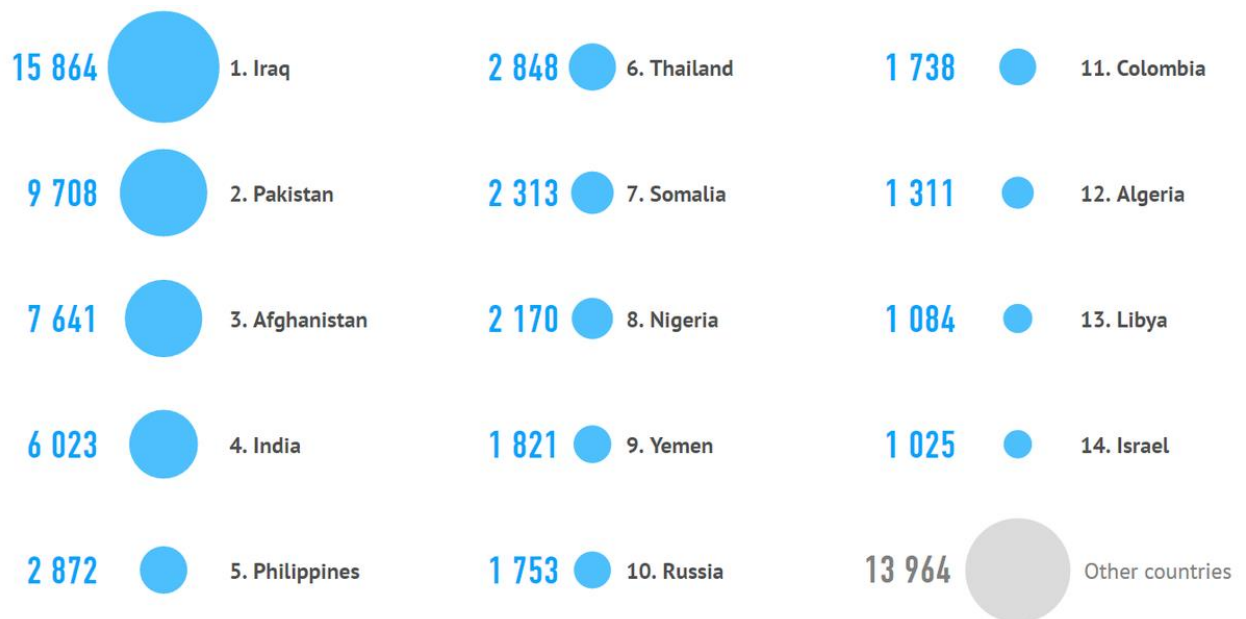 15 864 1. Iraq
9 708 2. Pakistan
7 641 3. Afghanistan
6 023 4. India
2 872 5. Philippines
2 848 6. Thailand
2 313 7. Somalia
2 170 8. Nigeria
1 821 9. Yemen
1 753 10. Russia
1 738 11. Colombia
1 311 12. Algeria
1 084 13. Libya
1 025 14. Israel
13 964 Other countries